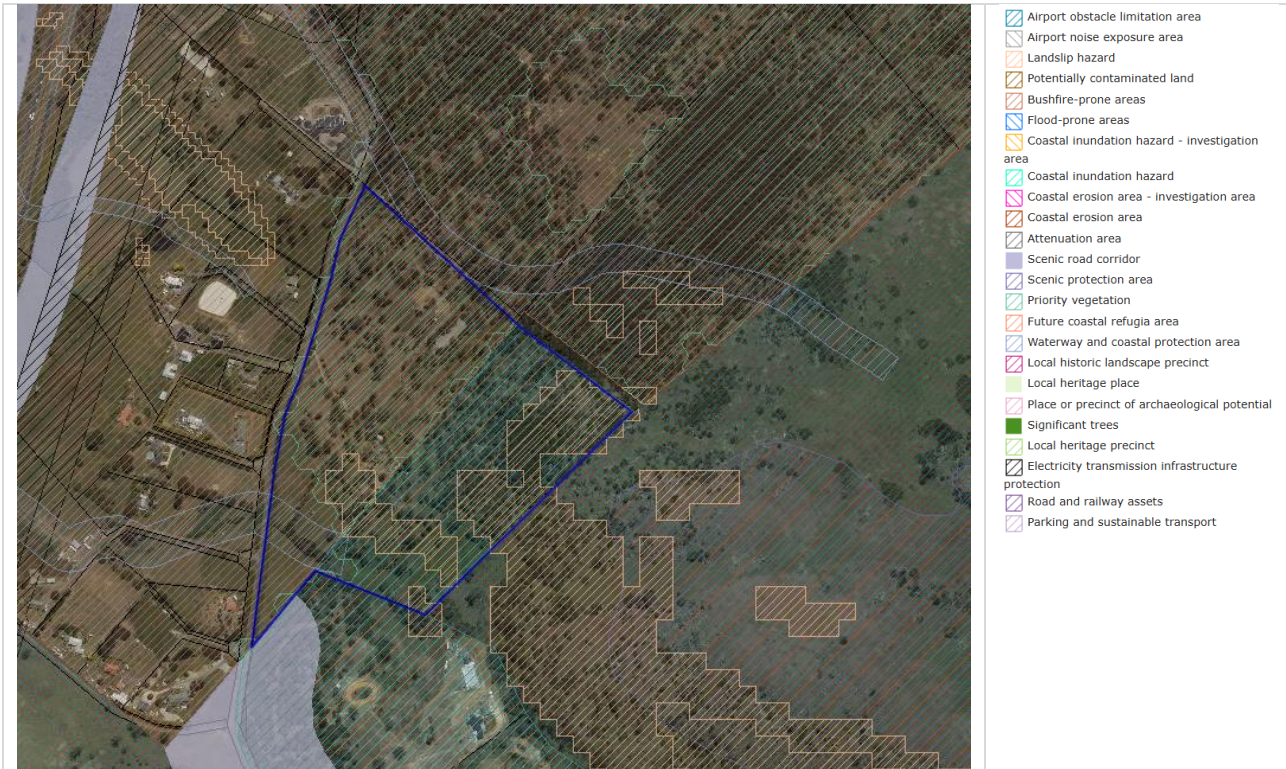 Airport obstacle limitation area
Airport noise exposure area
Landslip hazard
Potentially contaminated land
Bushfire-prone areas
Flood-prone areas
Coastal inundation hazard - investigation
area
Coastal inundation hazard
Coastal erosion area - investigation area
Coastal erosion area
Attenuation area
Scenic road corridor
Scenic protection area
Priority vegetation
Future coastal refugia area
Waterway and coastal protection area
Local historic landscape precinct
Local heritage place
Place or precinct of archaeological potential
Significant trees
Local heritage precinct
Electricity transmission infrastructure
protection
Road and railway assets
Parking and sustainable transport